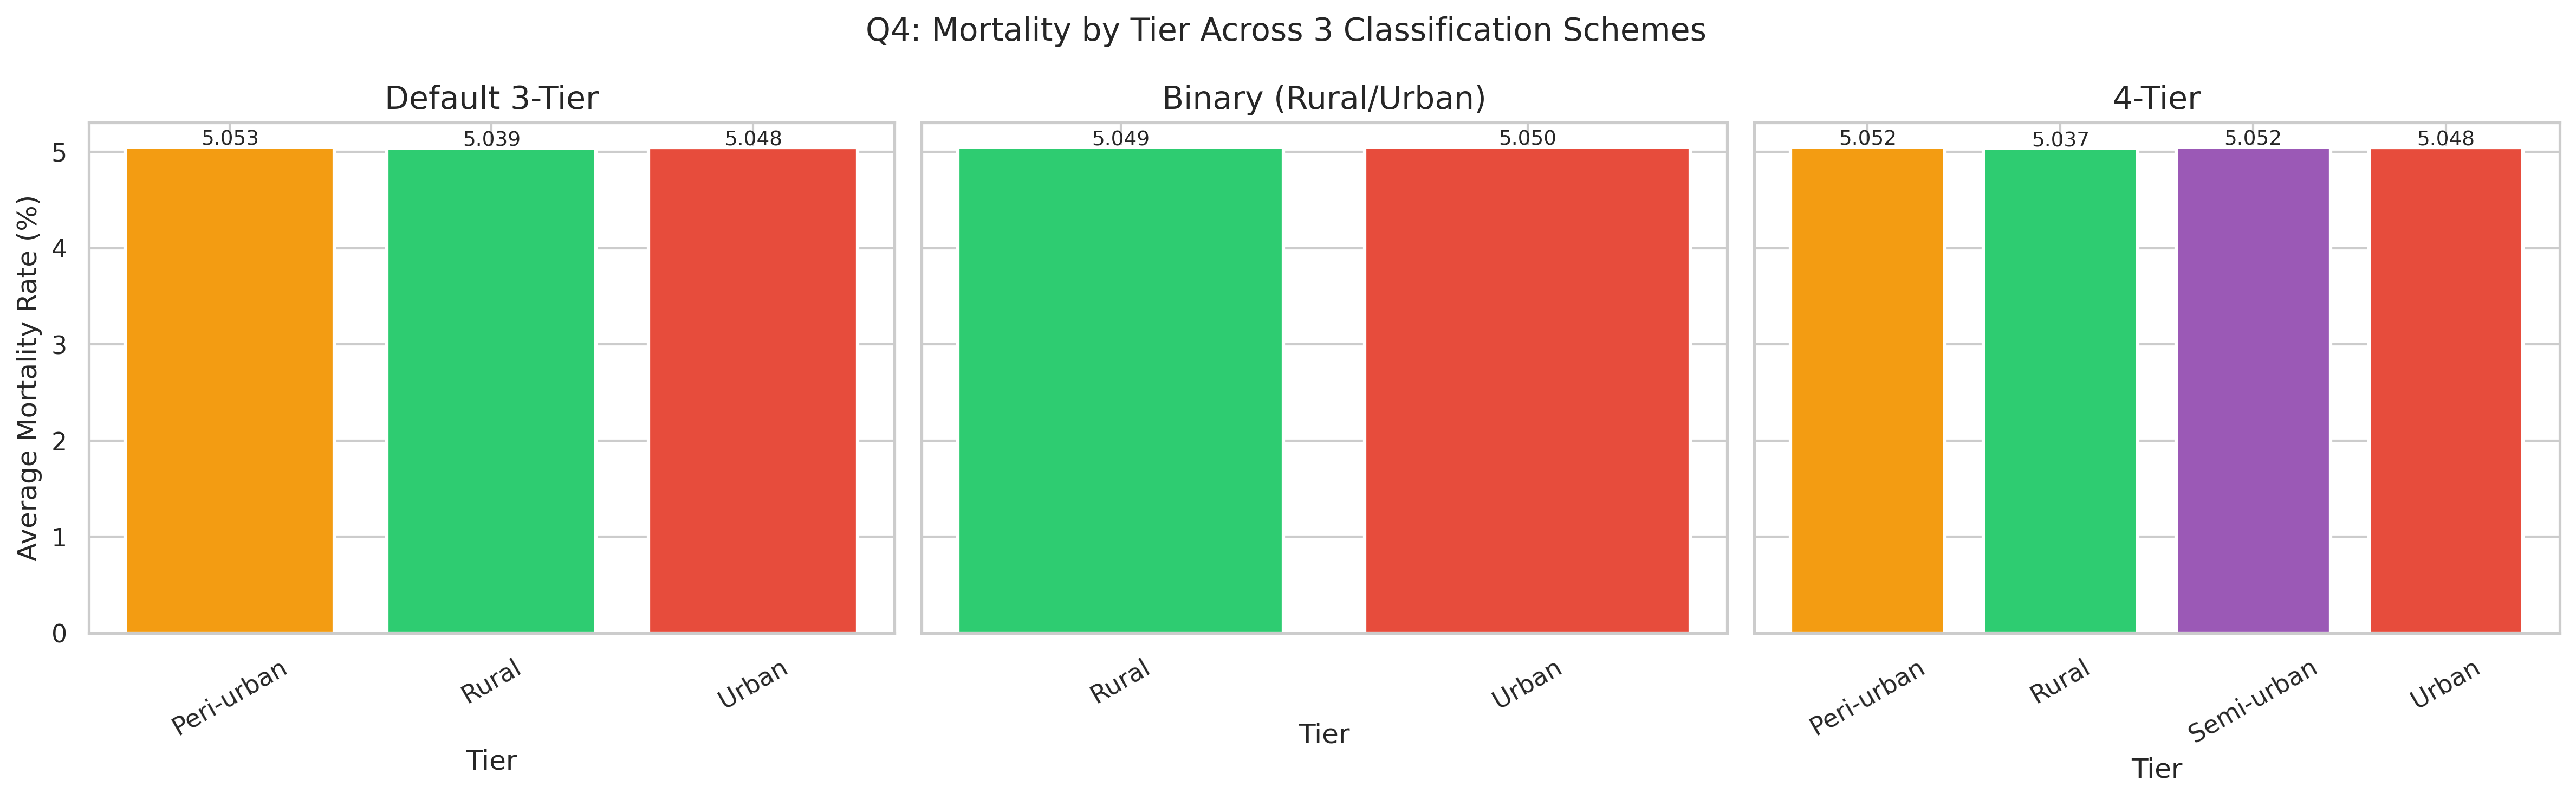 Q4: Mortality by Tier Across 3 Classification Schemes
Default 3-Tier
Average Mortality Rate (%)
5
4
3
2
1
0
5.053
5.039
5.048
Peri-urban
Rural
Urban
Tier
Binary (Rural/Urban)
5.049
5.050
Rural
Urban
Tier
4-Tier
5.052
5.037
5.052
5.048
Peri-urban
Rural
Semi-urban
Urban
Tier